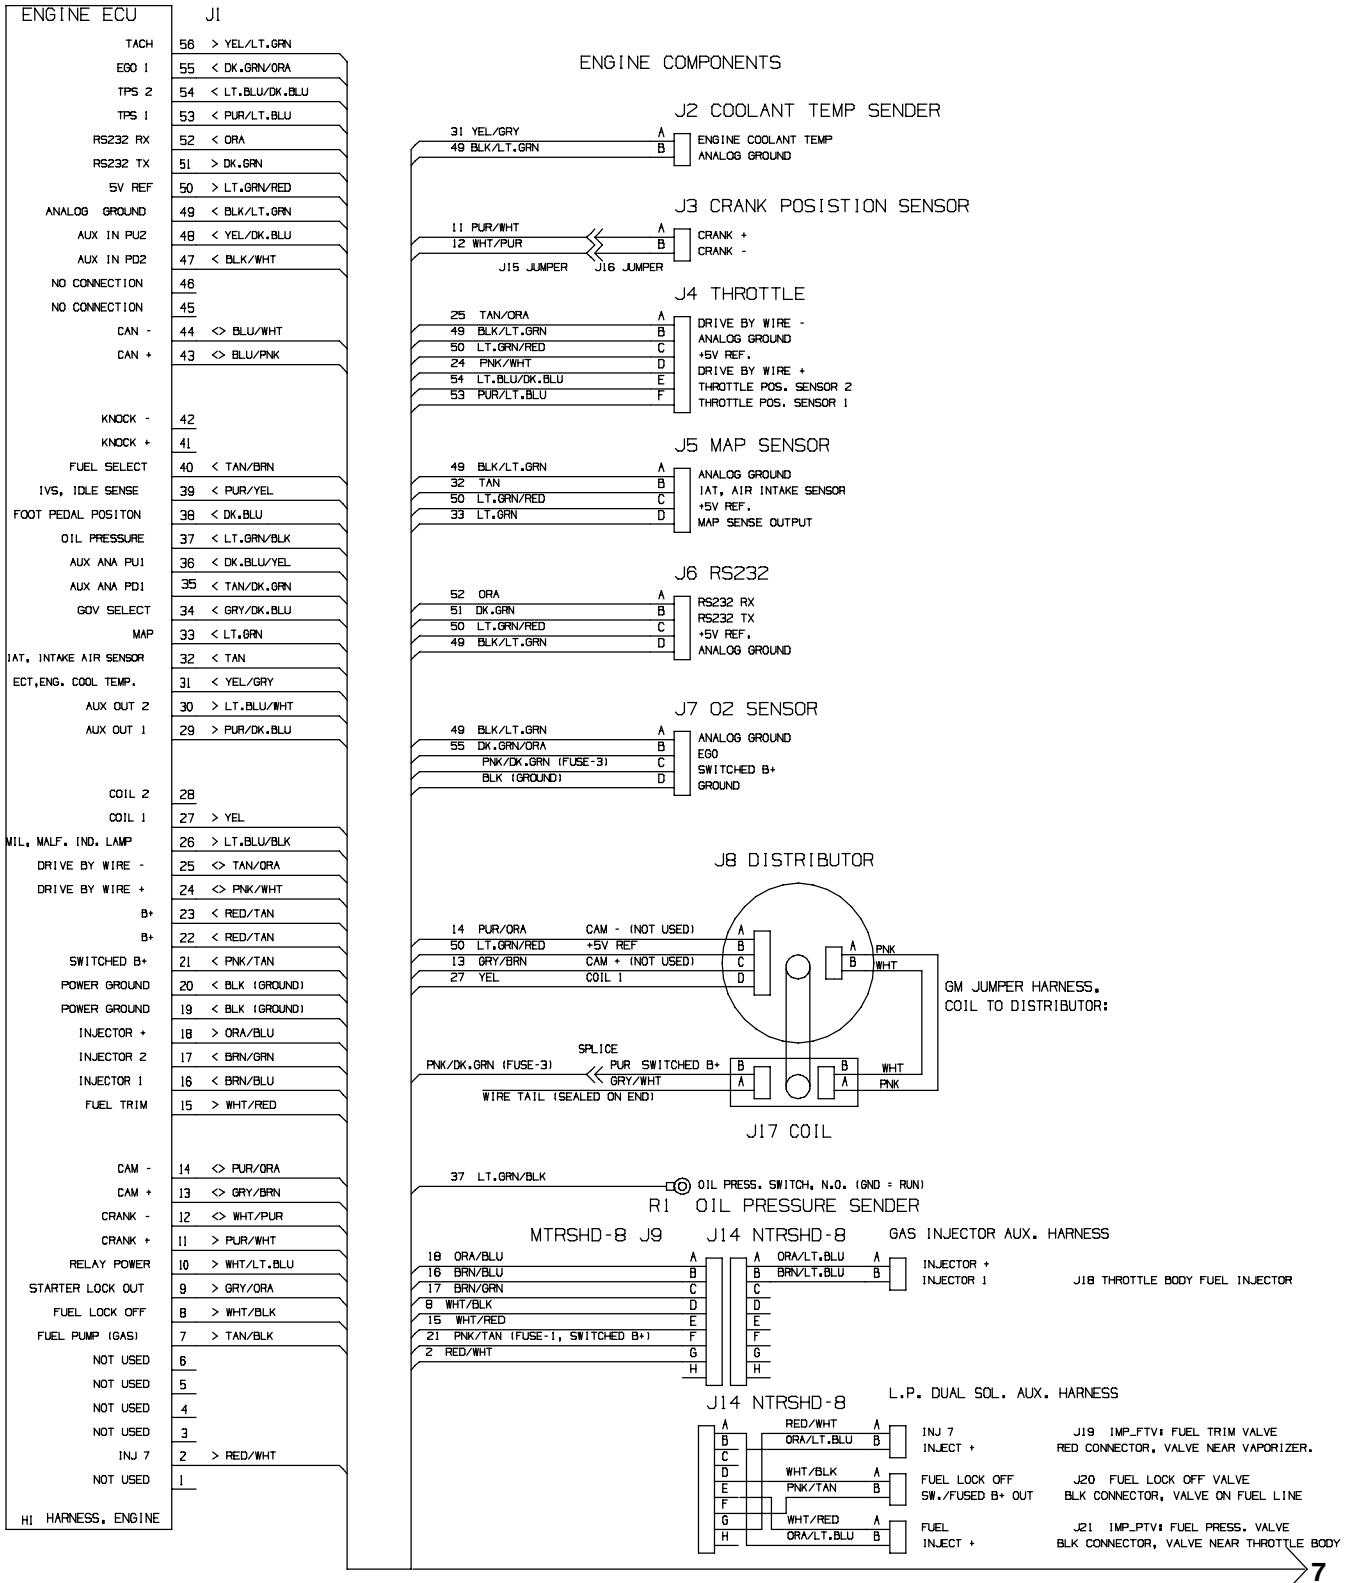 ENGINE ECU J1
TACH 56 > YEL/LT.GRN
EGO 1 55 < DK.GRN/ORA
TPS 2 54 < LT.BLU/DK.BLU
TPS 1 53 < PUR/LT.BLU
RS232 RX 52 < ORA
RS232 TX 51 > DK.GRN
5V REF 50 > LT.GRN/RED
ANALOG GROUND 49 < BLK/LT.GRN
AUX IN PU2 48 < YEL/DK.BLU
AUX IN PD2 47 < BLK/WHT
NO CONNECTION 46
NO CONNECTION 45
CAN - 44 <> BLU/WHT
CAN + 43 <> BLU/PNK
KNOCK - 42
KNOCK + 41
FUEL SELECT 40 < TAN/BRN
IVS, IDLE SENSE 39 < PUR/YEL
FOOT PEDAL POSITON 38 < DK.BLU
OIL PRESSURE 37 < LT.GRN/BLK
AUX ANA PU1 36 < DK.BLU/YEL
AUX ANA PD1 35 < TAN/DK.GRN
GOV SELECT 34 < GRY/DK.BLU
MAP 33 < LT.GRN
IAT, INTAKE AIR SENSOR 32 < TAN
ECT,ENG. COOL TEMP. 31 < YEL/GRY
AUX OUT 2 30 > LT.BLU/WHT
AUX OUT 1 29 > PUR/DK.BLU
COIL 2 28
COIL 1 27 > YEL
MIL, MALF. IND. LAMP 26 > LT.BLU/BLK
DRIVE BY WIRE - 25 <> TAN/ORA
DRIVE BY WIRE + 24 <> PNK/WHT
B+ 23 < RED/TAN
B+ 22 < RED/TAN
SWITCHED B+ 21 < PNK/TAN
POWER GROUND 20 < BLK (GROUND)
POWER GROUND 19 < BLK (GROUND)
INJECTOR + 18 > ORA/BLU
INJECTOR 2 17 < BRN/GRN
INJECTOR 1 16 < BRN/BLU
FUEL TRIM 15 > WHT/RED
CAM - 14 <> PUR/ORA
CAM + 13 <> GRY/BRN
CRANK - 12 <> WHT/PUR
CRANK + 11 > PUR/WHT
RELAY POWER 10 > WHT/LT.BLU
STARTER LOCK OUT 9 > GRY/ORA
FUEL LOCK OFF 8 > WHT/BLK
FUEL PUMP (GAS) 7 > TAN/BLK
NOT USED 6
NOT USED 5
NOT USED 4
NOT USED 3
INJ 7 2 > RED/WHT
NOT USED 1
H1 HARNESS, ENGINE
ENGINE COMPONENTS
J2 COOLANT TEMP SENDER
31 YEL/GRY A ENGINE COOLANT TEMP
49 BLK/LT.GRN B ANALOG GROUND
J3 CRANK POSISTION SENSOR
11 PUR/WHT A CRANK +
12 WHT/PUR B CRANK -
J15 JUMPER J16 JUMPER
J4 THROTTLE
25 TAN/ORA A DRIVE BY WIRE -
49 BLK/LT.GRN B ANALOG GROUND
50 LT.GRN/RED C +5V REF.
24 PNK/WHT D DRIVE BY WIRE +
54 LT.BLU/DK.BLU E THROTTLE POS. SENSOR 2
53 PUR/LT.BLU F THROTTLE POS. SENSOR 1
J5 MAP SENSOR
49 BLK/LT.GRN A ANALOG GROUND
32 TAN B IAT, AIR INTAKE SENSOR
50 LT.GRN/RED C +5V REF.
33 LT.GRN D MAP SENSE OUTPUT
J6 RS232
52 ORA A RS232 RX
51 DK.GRN B RS232 TX
50 LT.GRN/RED C +5V REF.
49 BLK/LT.GRN D ANALOG GROUND
J7 O2 SENSOR
49 BLK/LT.GRN A ANALOG GROUND
55 DK.GRN/ORA B EGO
PNK/DK.GRN (FUSE-3) C SWITCHED B+
BLK (GROUND) D GROUND
J8 DISTRIBUTOR
14 PUR/ORA CAM - (NOT USED) A
50 LT.GRN/RED +5V REF B
13 GRY/BRN CAM + (NOT USED) C
27 YEL COIL 1 D
A PNK
B WHT
GM JUMPER HARNESS,
COIL TO DISTRIBUTOR:
SPLICE
PNK/DK.GRN (FUSE-3) PUR SWITCHED B+ B B WHT
GRY/WHT A A PNK
WIRE TAIL (SEALED ON END)
J17 COIL
37 LT.GRN/BLK OIL PRESS. SWITCH, N.O. (GND = RUN)
R1 OIL PRESSURE SENDER
MTRSHD-8 J9 J14 NTRSHD-8 GAS INJECTOR AUX. HARNESS
18 ORA/BLU A A ORA/LT.BLU A INJECTOR +
16 BRN/BLU B B BRN/LT.BLU B INJECTOR 1 J18 THROTTLE BODY FUEL INJECTOR
17 BRN/GRN C C
8 WHT/BLK D D
15 WHT/RED E E
21 PNK/TAN (FUSE-1, SWITCHED B+) F F
2 RED/WHT G G
H H
J14 NTRSHD-8 L.P. DUAL SOL. AUX. HARNESS
A RED/WHT A INJ 7 J19 IMP_FTV: FUEL TRIM VALVE
B ORA/LT.BLU B INJECT + RED CONNECTOR, VALVE NEAR VAPORIZER.
C
D WHT/BLK A FUEL LOCK OFF J20 FUEL LOCK OFF VALVE
E PNK/TAN B SW./FUSED B+ OUT BLK CONNECTOR, VALVE ON FUEL LINE
F
G WHT/RED A FUEL J21 IMP_PTV: FUEL PRESS. VALVE
H ORA/LT.BLU B INJECT + BLK CONNECTOR, VALVE NEAR THROTTLE BODY
7